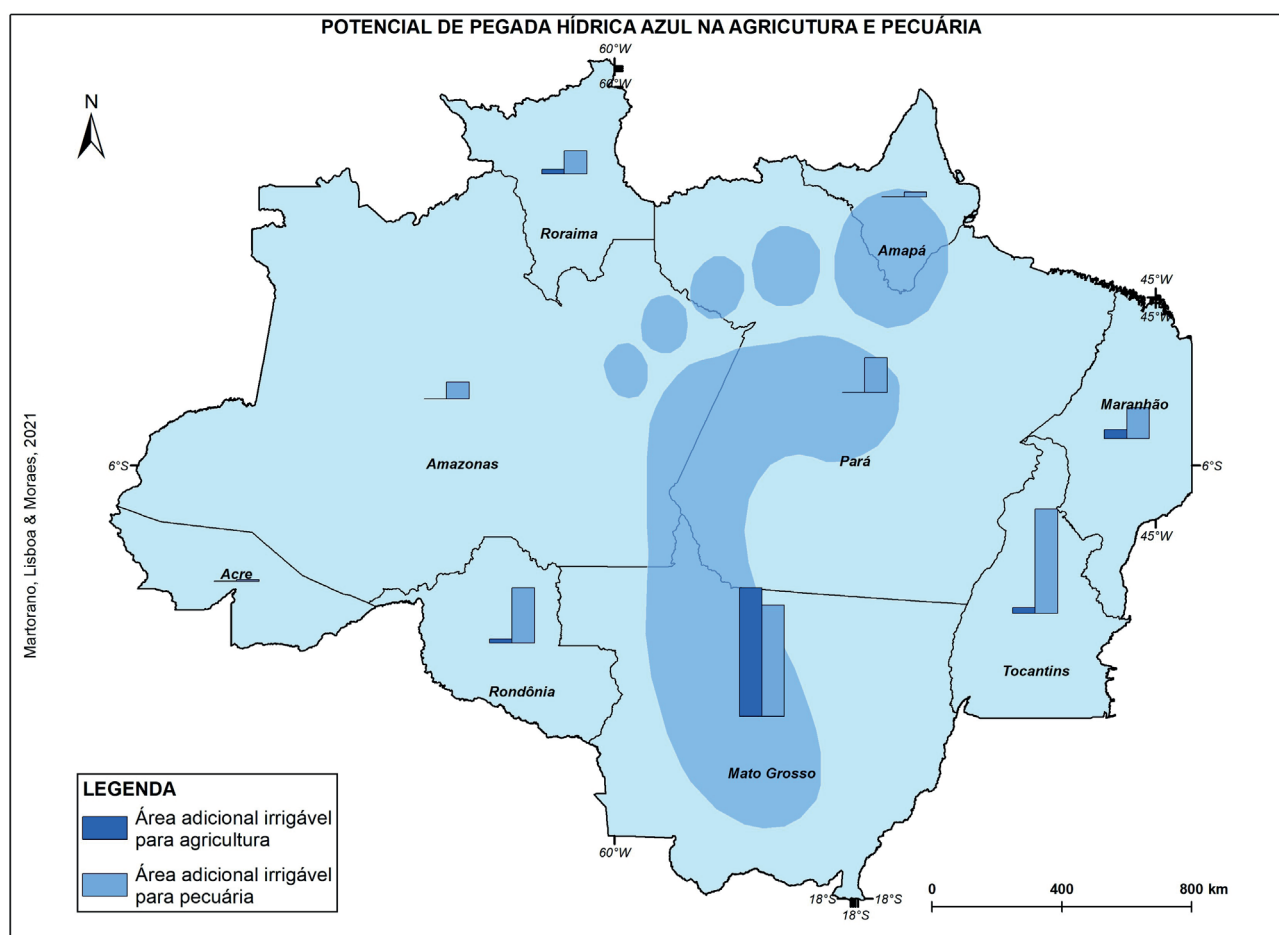 POTENCIAL DE PEGADA HÍDRICA AZUL NA AGRICUTURA E PECUÁRIA
60°W
60°W
N
Roraima
Amapá
45°W
45°W
Maranhão
6°S
Amazonas
Pará
6°S
45°W
Acre
Rondônia
Tocantins
Mato Grosso
Martorano, Lisboa & Moraes, 2021
LEGENDA
Área adicional irrigável
para agricultura
Área adicional irrigável
para pecuária
60°W
18°S
18°S
18°S
0 400 800 km